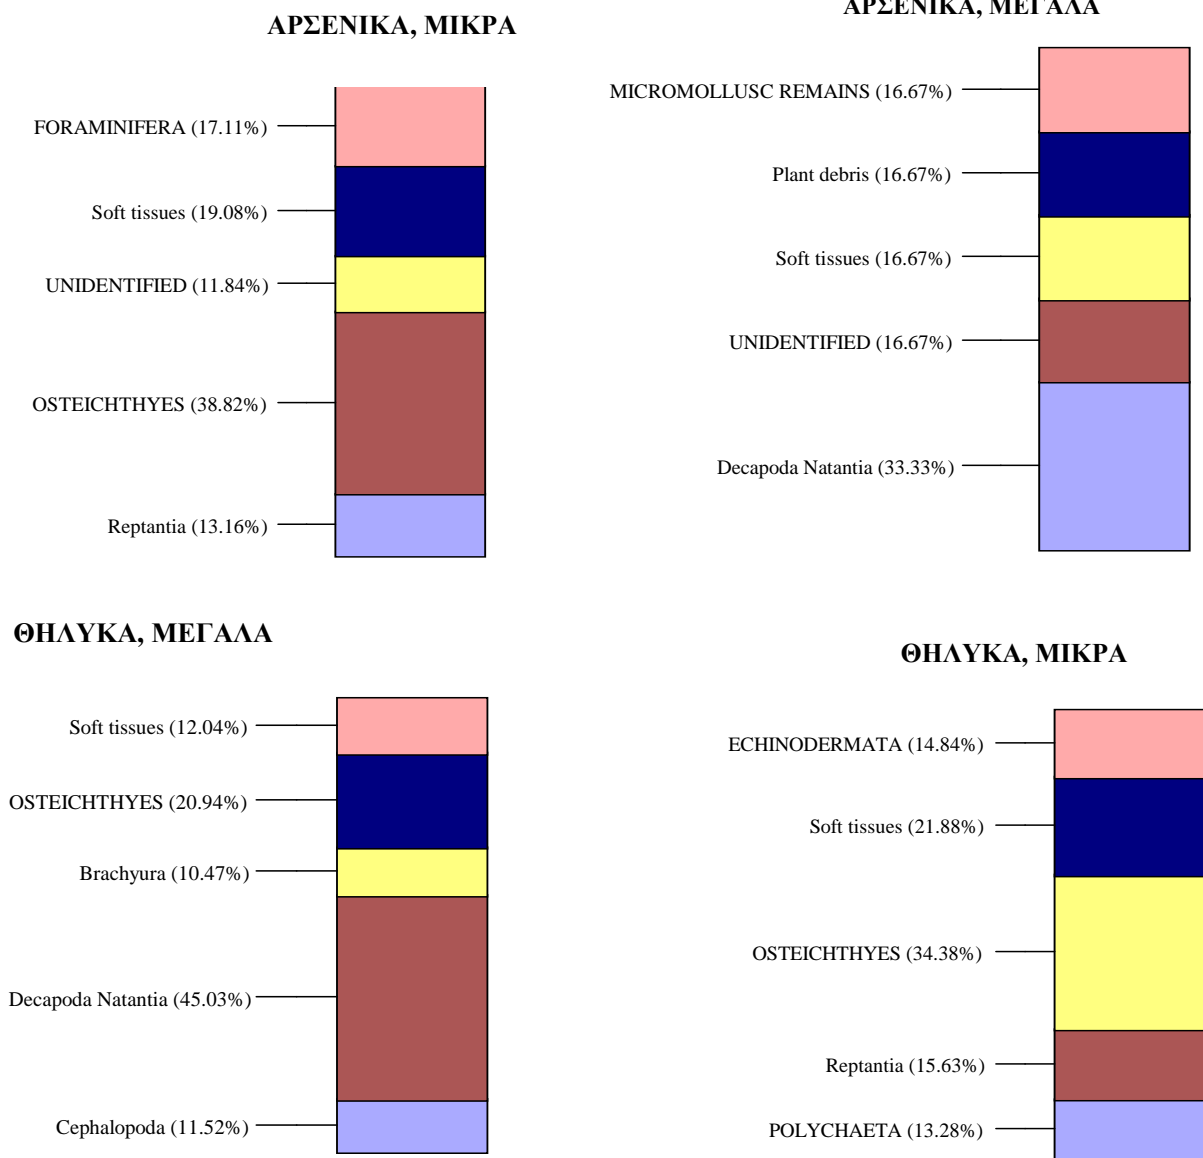 ΑΡΣΕΝΙΚΑ, ΜΙΚΡΑ
FORAMINIFERA (17.11%)
Soft tissues (19.08%)
UNIDENTIFIED (11.84%)
OSTEICHTHYES (38.82%)
Reptantia (13.16%)
ΑΡΣΕΝΙΚΑ, ΜΕΓΑΛΑ
MICROMOLLUSC REMAINS (16.67%)
Plant debris (16.67%)
Soft tissues (16.67%)
UNIDENTIFIED (16.67%)
Decapoda Natantia (33.33%)
ΘΗΛΥΚΑ, ΜΕΓΑΛΑ
Soft tissues (12.04%)
OSTEICHTHYES (20.94%)
Brachyura (10.47%)
Decapoda Natantia (45.03%)
Cephalopoda (11.52%)
ΘΗΛΥΚΑ, ΜΙΚΡΑ
ECHINODERMATA (14.84%)
Soft tissues (21.88%)
OSTEICHTHYES (34.38%)
Reptantia (15.63%)
POLYCHAETA (13.28%)